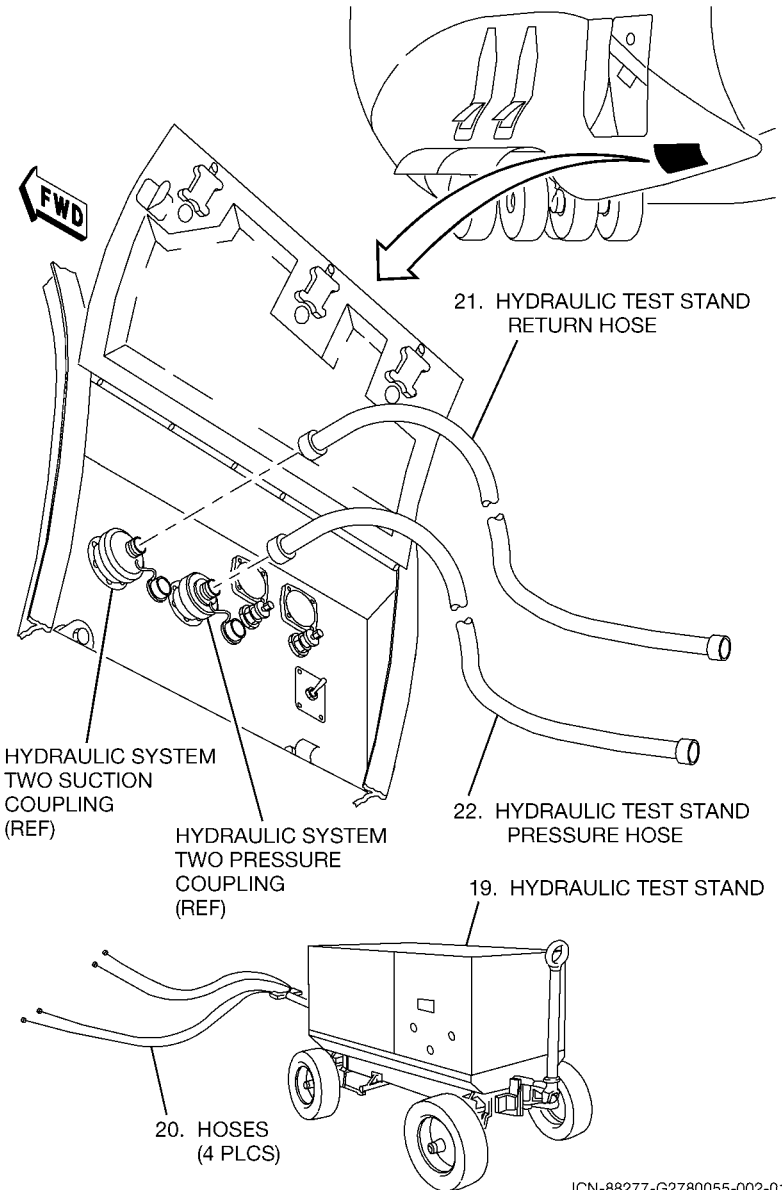 FWD
21. HYDRAULIC TEST STAND
RETURN HOSE
HYDRAULIC SYSTEM
TWO SUCTION
COUPLING
(REF)
HYDRAULIC SYSTEM
TWO PRESSURE
COUPLING
(REF)
22. HYDRAULIC TEST STAND
PRESSURE HOSE
19. HYDRAULIC TEST STAND
20. HOSES
(4 PLCS)